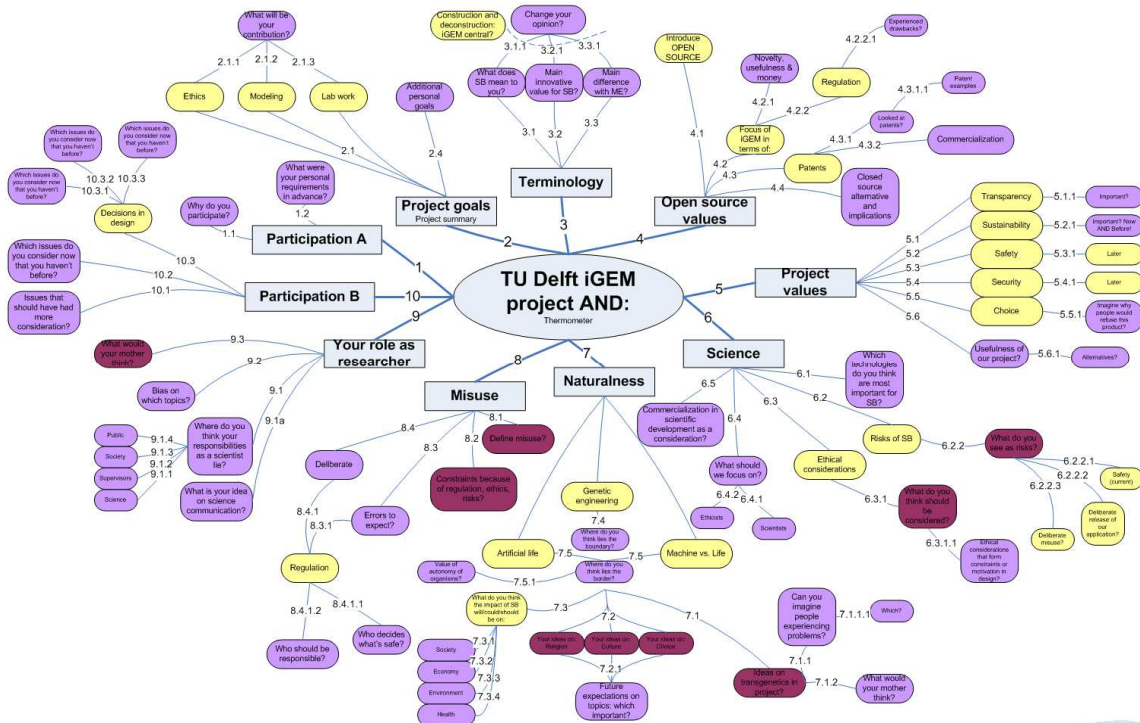 What will be
your
contribution?
2.1.1
2.1.2
2.1.3
Ethics
Modeling
Lab work
2.1
Additional
personal
goals
2.4
Project goals
Project summary
2
Construction and
deconstruction:
iGEM central?
Change your
opinion?
3.1.1
3.2.1
3.3.1
What does
SB mean to
you?
Main
innovative
value for SB?
Main
difference
with ME?
3.1
3.2
3.3
Terminology
3
Introduce
OPEN
SOURCE
4.1
Novelty,
usefulness &
money
4.2.1
Experienced
drawbacks?
4.2.2.1
Regulation
4.2.2
Focus of
iGEM in
terms of:
4.2
Patent
examples
4.3.1.1
Looked at
patents?
4.3.1
Commercialization
4.3.2
Patents
4.3
Closed
source
alternative and
implications
4.4
Open source
values
4
Which issues do
you consider now
that you haven't
before?
Which issues do
you consider now
that you haven't
before?
Which issues do
you consider now
that you haven't
before?
10.3.3
10.3.2
10.3.1
Decisions in
design
10.3
Which issues do
you consider now
that you haven't
before?
10.2
Issues that
should have had
more
consideration?
10.1
Participation B
10
What were
your personal
requirements
in advance?
1.2
Why do you
participate?
1.1
Participation A
1
TU Delft iGEM
project AND:
Thermometer
Project
values
5
5.1
Transparency
5.1.1
Important?
5.2
Sustainability
5.2.1
Important? Now
AND Before!
5.3
Safety
5.3.1
Later
5.4
Security
5.4.1
Later
5.5
Choice
5.5.1
Imagine why
people would
refuse this
product?
5.6
Usefulness
of our project?
5.6.1
Alternatives?
Your role as
researcher
9
What would
your mother
think?
9.3
Bias on
which topics?
9.2
Where do you
think your
responsibilities
as a scientist
lie?
9.1
Public
Society
Supervisors
Science
9.1.4
9.1.3
9.1.2
9.1.1
What is your idea
on science
communication?
9.1a
Misuse
8
8.1
Define misuse?
8.2
Constraints because
of regulation, ethics,
risks?
8.3
Errors to
expect?
8.4
Deliberate
8.4.1
8.3.1
Regulation
8.4.1.2
8.4.1.1
Who should be
responsible?
Who decides
what's safe?
Naturalness
7
Genetic
engineering
7.4
Where do you
think lies the
boundary?
Artificial life
7.5
7.5
Machine vs. Life
Where do you
think lies the
border?
7.5.1
Value of
autonomy of
organisms?
What do you think
the impact of SB
will/could/should
be on:
7.3
Society
Economy
Environment
Health
7.3.1
7.3.2
7.3.3
7.3.4
7.2
Your ideas on:
Religion
Your ideas on:
Culture
Your ideas on:
Choice
7.2.1
Future
expectations on
topics: which
important?
7.1
Ideas on
transgenetics in
project?
7.1.1
Can you
imagine
people
experiencing
problems?
7.1.1.1
Which?
7.1.2
What would
your mother
think?
Science
6
6.1
Which
technologies
do you think
are most
important for
SB?
6.2
Risks of SB
6.2.2
What do you
see as risks?
6.2.2.1
Safety
(current)
6.2.2.2
Deliberate
release of
our
application?
6.2.2.3
Deliberate
misuse?
6.3
Ethical
considerations
6.3.1
What do you
think should
be
considered?
6.3.1.1
Ethical
considerations
that form
constraints or
motivation in
design?
6.4
What should
we focus on?
6.4.2
6.4.1
Ethicists
Scientists
6.5
Commercialization
in scientific
development as a
consideration?